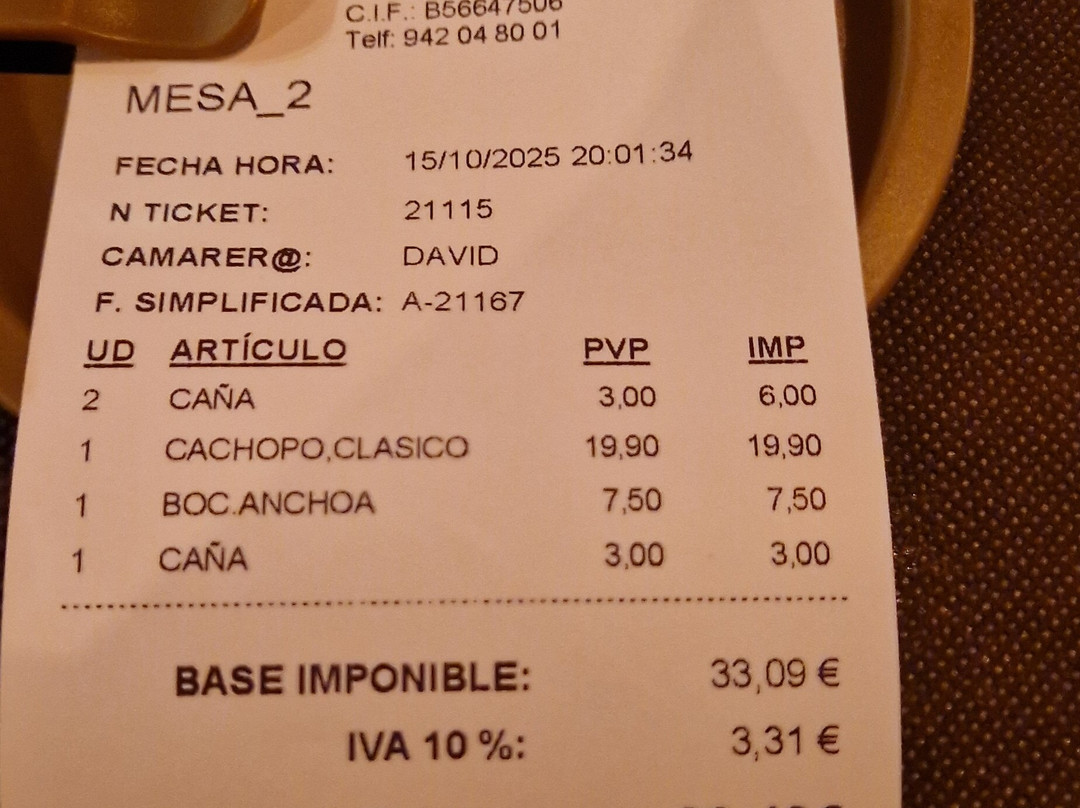 C.I.F.: B56647506
Telf: 942 04 80 01
MESA_2
FECHA HORA: 15/10/2025 20:01:34
N TICKET: 21115
CAMARER@: DAVID
F. SIMPLIFICADA: A-21167
UD ARTÍCULO PVP IMP
2 CAÑA 3,00 6,00
1 CACHOPO,CLASICO 19,90 19,90
1 BOC.ANCHOA 7,50 7,50
1 CAÑA 3,00 3,00
BASE IMPONIBLE: 33,09 €
IVA 10 %: 3,31 €